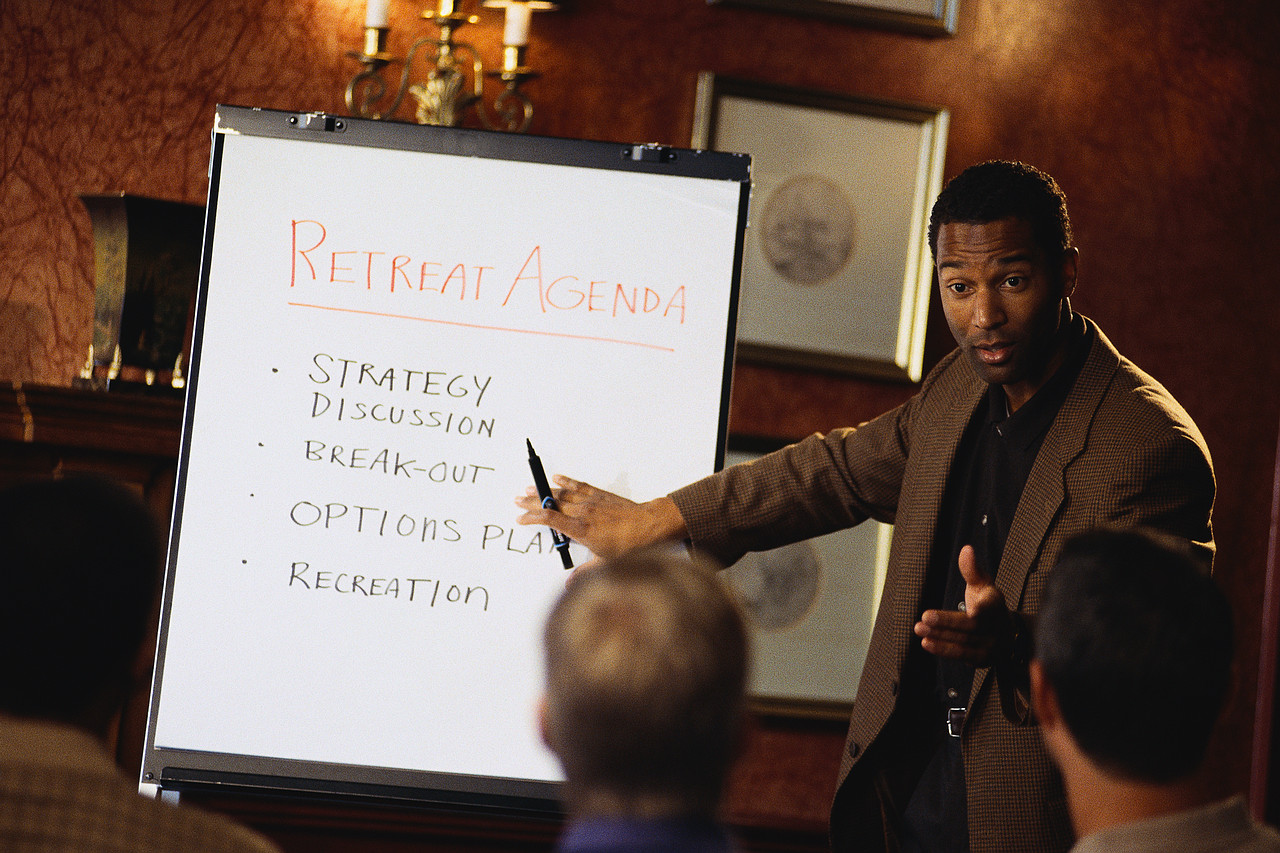 RETREAT AGENDA
• STRATEGY
DISCUSSION
• BREAK-OUT
• OPTIONS
• RECREATION